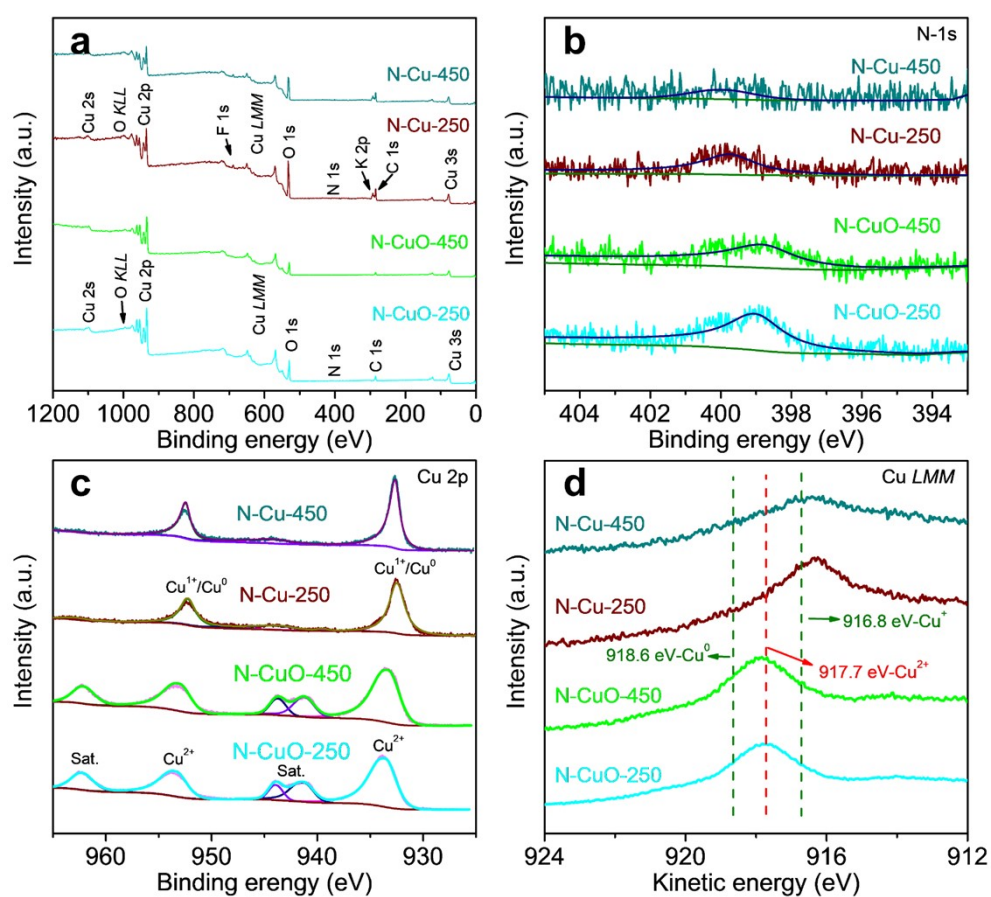 a
N-Cu-450
Cu 2s
O KLL
Cu 2p
F 1s
Cu LMM
O 1s
N 1s
K 2p
C 1s
Cu 3s
N-Cu-250
N-CuO-450
Cu 2s
O KLL
Cu 2p
Cu LMM
O 1s
N 1s
C 1s
Cu 3s
N-CuO-250
Intensity (a.u.)
1200 1000 800 600 400 200 0
Binding erergy (eV)
b
N-1s
N-Cu-450
N-Cu-250
N-CuO-450
N-CuO-250
Intensity (a.u.)
404 402 400 398 396 394
Binding erergy (eV)
c
Cu 2p
N-Cu-450
Cu¹⁺/Cu⁰
Cu¹⁺/Cu⁰
N-Cu-250
N-CuO-450
N-CuO-250
Sat.
Cu²⁺
Sat.
Cu²⁺
Intensity (a.u.)
960 950 940 930
Binding erergy (eV)
d
Cu LMM
N-Cu-450
N-Cu-250
916.8 eV-Cu⁺
918.6 eV-Cu⁰
917.7 eV-Cu²⁺
N-CuO-450
N-CuO-250
Intensity (a.u.)
924 920 916 912
Kinetic energy (eV)